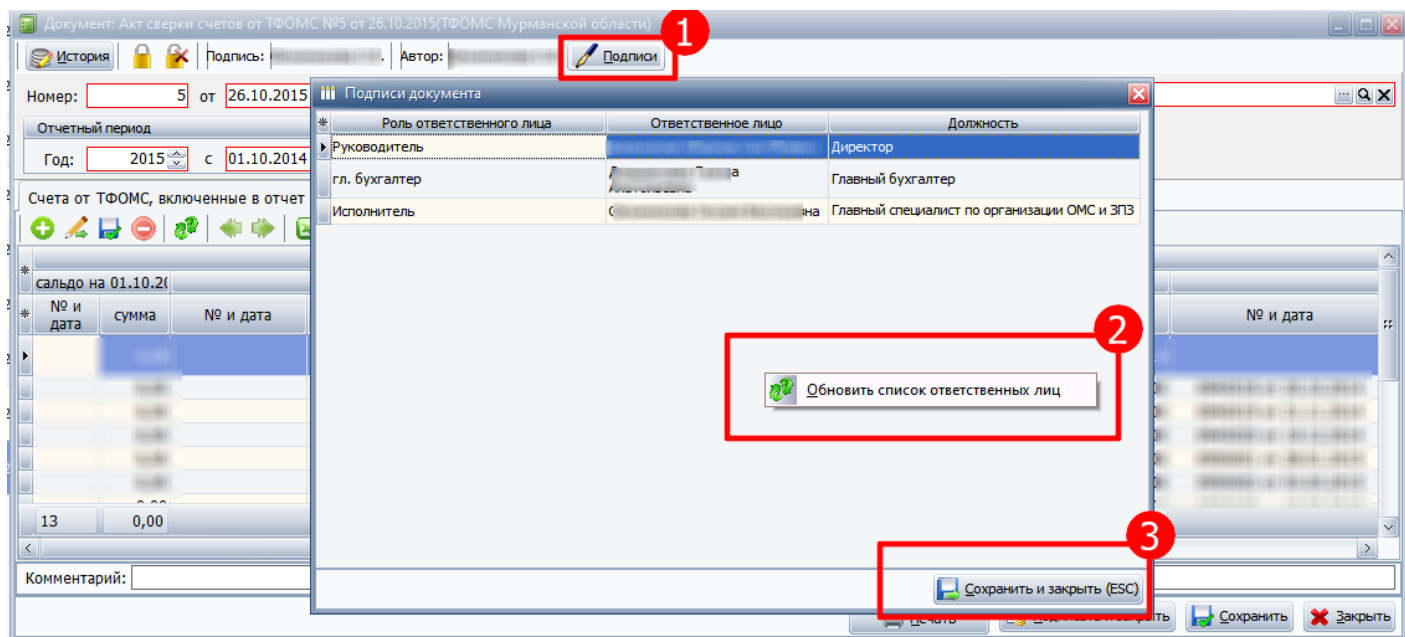 Документ: Акт сверки счетов от ТФОМС №5 от 26.10.2015(ТФОМС Мурманской области)
1
История
Подпись:
Автор:
Подписи
Номер: 5 от 26.10.2015
Подписи документа
Отчетный период
Год: 2015 с 01.10.2014
Роль ответственного лица Ответственное лицо Должность
Руководитель Директор
гл. бухгалтер Главный бухгалтер
Исполнитель Главный специалист по организации ОМС и ЗПЗ
Счета от ТФОМС, включенные в отчет
сальдо на 01.10.20
№ и дата
сумма
№ и дата
№ и дата
2
Обновить список ответственных лиц
13 0,00
3
Комментарий:
Сохранить и закрыть (ESC)
Сохранить
Закрыть